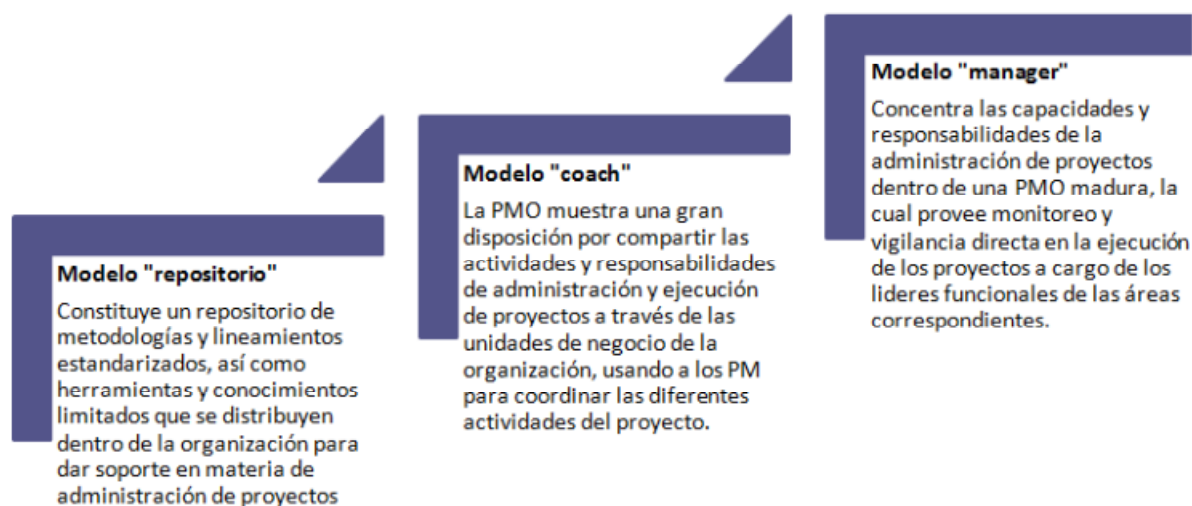 Modelo "repositorio"
Constituye un repositorio de
metodologías y lineamientos
estandarizados, así como
herramientas y conocimientos
limitados que se distribuyen
dentro de la organización para
dar soporte en materia de
administración de proyectos
Modelo "coach"
La PMO muestra una gran
disposición por compartir las
actividades y responsabilidades
de administración y ejecución
de proyectos a través de las
unidades de negocio de la
organización, usando a los PM
para coordinar las diferentes
actividades del proyecto.
Modelo "manager"
Concentra las capacidades y
responsabilidades de la
administración de proyectos
dentro de una PMO madura, la
cual provee monitoreo y
vigilancia directa en la ejecución
de los proyectos a cargo de los
lideres funcionales de las áreas
correspondientes.